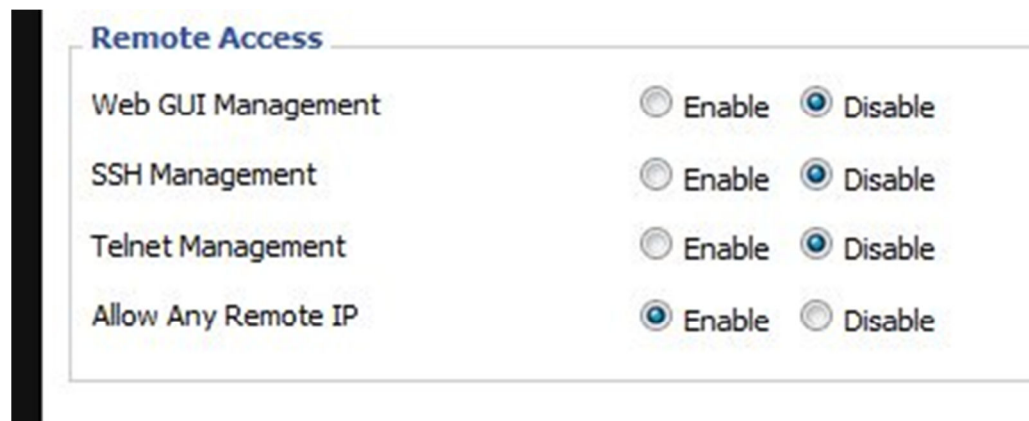 Remote Access
Web GUI Management Enable Disable
SSH Management Enable Disable
Telnet Management Enable Disable
Allow Any Remote IP Enable Disable